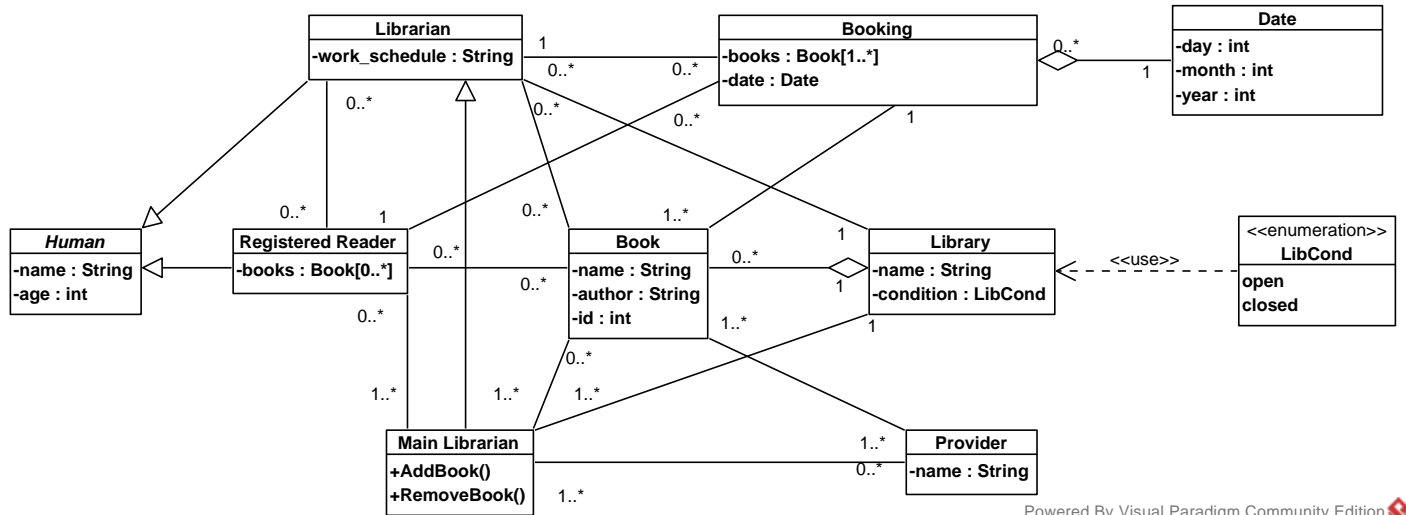 Librarian
-work_schedule : String
Booking
-books : Book[1..*]
-date : Date
Date
-day : int
-month : int
-year : int
1
0..*
0..*
0..*
1
0..*
0..*
0..*
1
0..*
1
0..*
1..*
1
Human
-name : String
-age : int
Registered Reader
-books : Book[0..*]
0..*
0..*
Book
-name : String
-author : String
-id : int
0..*
1
Library
-name : String
-condition : LibCond
<<use>>
<<enumeration>>
LibCond
open
closed
0..*
1..*
1
0..*
1..*
1..*
1..*
Main Librarian
+AddBook()
+RemoveBook()
1..*
0..*
1..*
Provider
-name : String
Powered By Visual Paradigm Community Edition